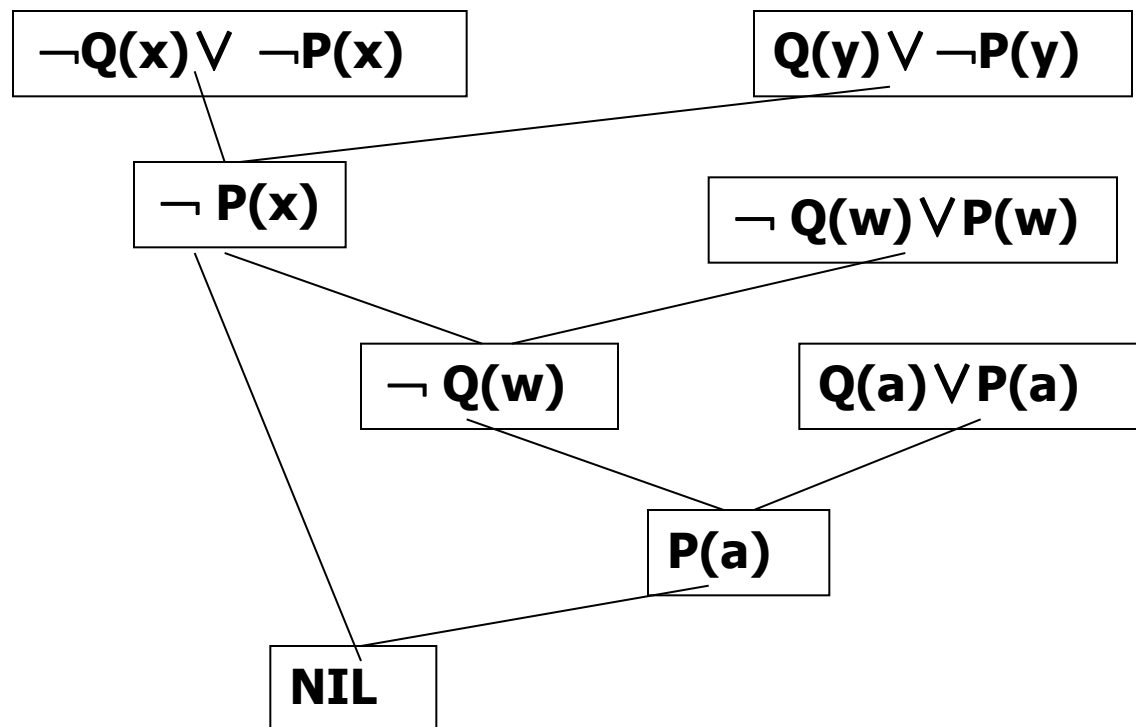 ¬Q(x)∨ ¬P(x)
Q(y)∨¬P(y)
¬ P(x)
¬ Q(w)∨P(w)
¬ Q(w)
Q(a)∨P(a)
P(a)
NIL